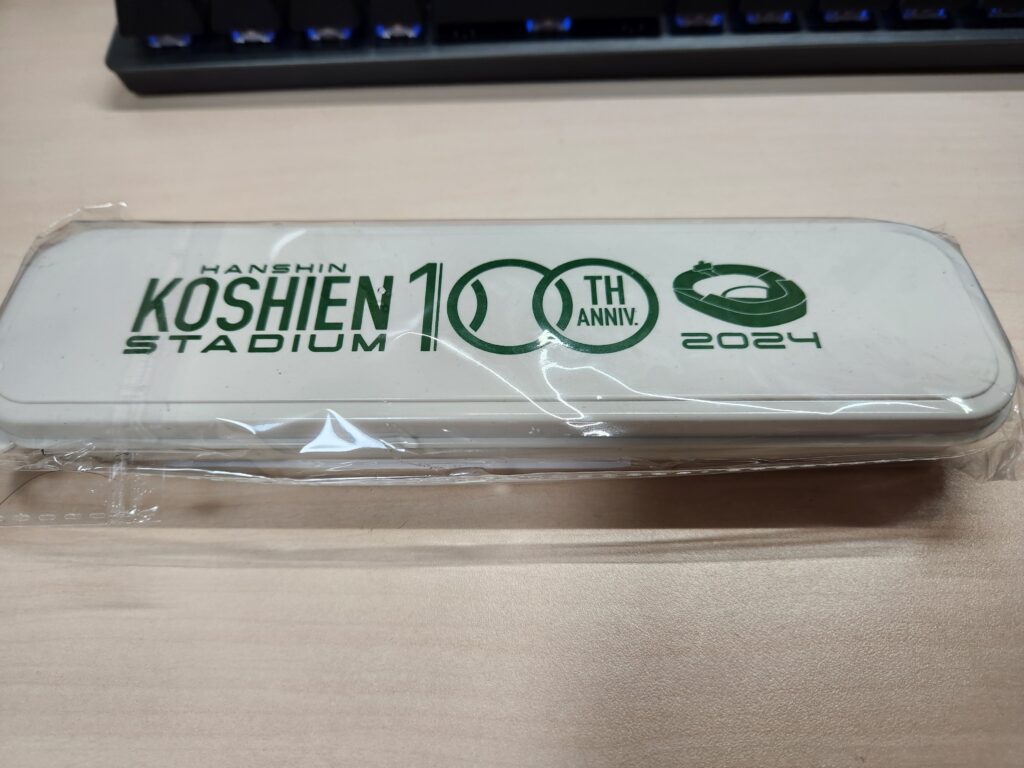 HANSHIN
KOSHIEN
STADIUM
100
TH
ANNIV.
2024